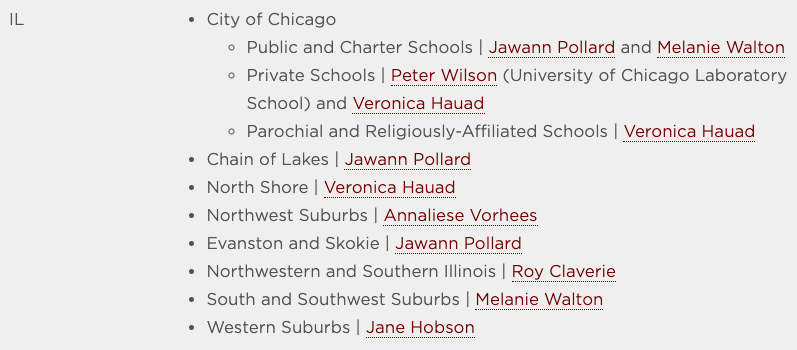 IL
• City of Chicago
◦ Public and Charter Schools | Jawann Pollard and Melanie Walton
◦ Private Schools | Peter Wilson (University of Chicago Laboratory
School) and Veronica Hauad
◦ Parochial and Religiously-Affiliated Schools | Veronica Hauad
• Chain of Lakes | Jawann Pollard
• North Shore | Veronica Hauad
• Northwest Suburbs | Annaliese Vorhees
• Evanston and Skokie | Jawann Pollard
• Northwestern and Southern Illinois | Roy Claverie
• South and Southwest Suburbs | Melanie Walton
• Western Suburbs | Jane Hobson